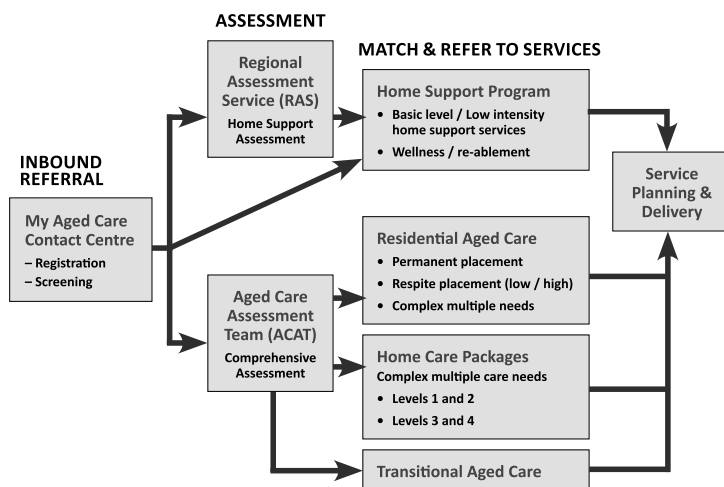 ASSESSMENT
MATCH & REFER TO SERVICES
INBOUND
REFERRAL
My Aged Care
Contact Centre
– Registration
– Screening
Regional
Assessment
Service (RAS)
Home Support
Assessment
Aged Care
Assessment
Team (ACAT)
Comprehensive
Assessment
Home Support Program
• Basic level / Low intensity
home support services
• Wellness / re-ablement
Residential Aged Care
• Permanent placement
• Respite placement (low / high)
• Complex multiple needs
Home Care Packages
Complex multiple care needs
• Levels 1 and 2
• Levels 3 and 4
Transitional Aged Care
Service
Planning &
Delivery